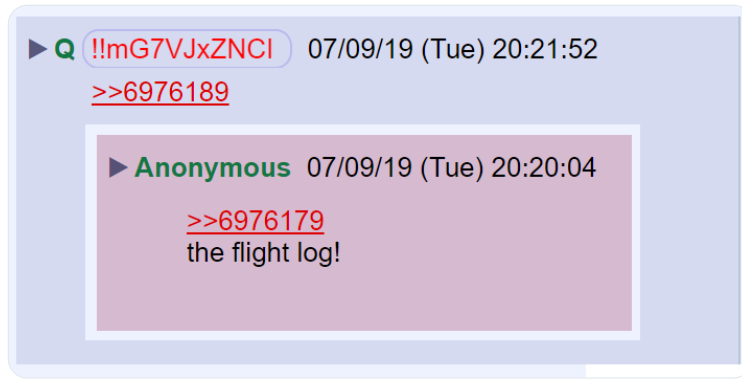 Q !!mG7VJxZNCI 07/09/19 (Tue) 20:21:52
>>6976189
Anonymous 07/09/19 (Tue) 20:20:04
>>6976179
the flight log!